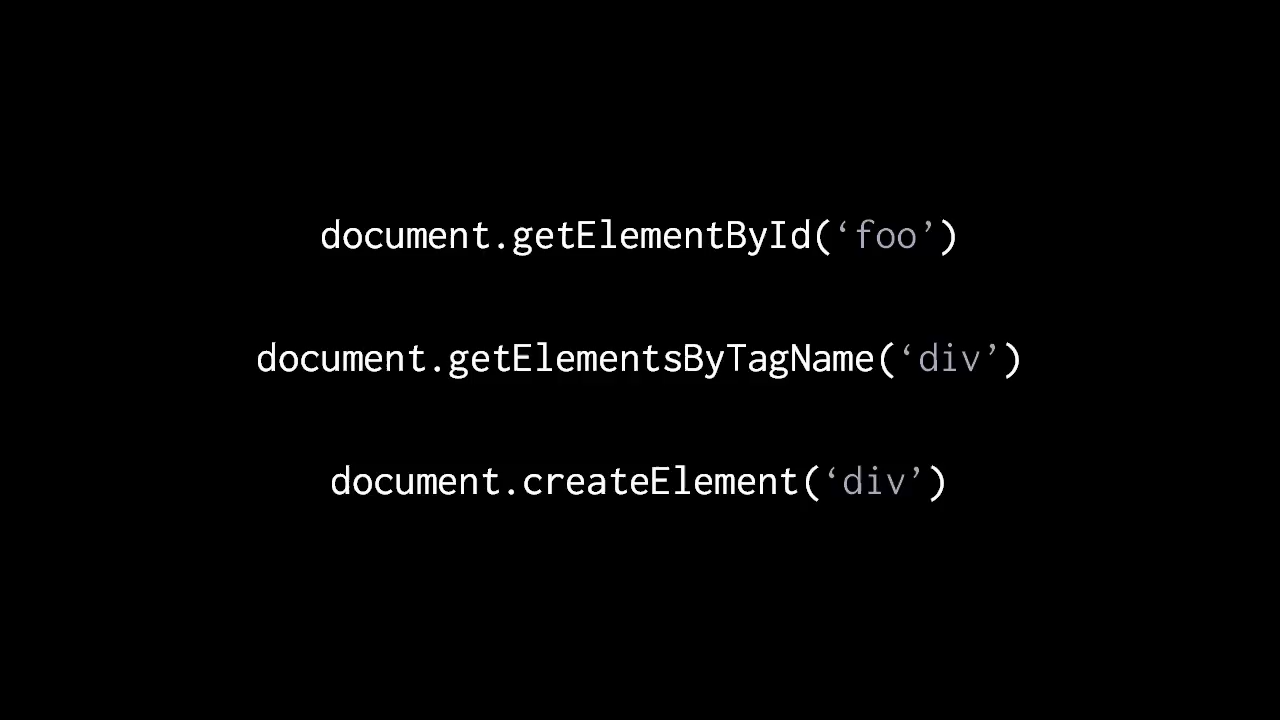 document.getElementById(‘foo’)
document.getElementsByTagName(‘div’)
document.createElement(‘div’)